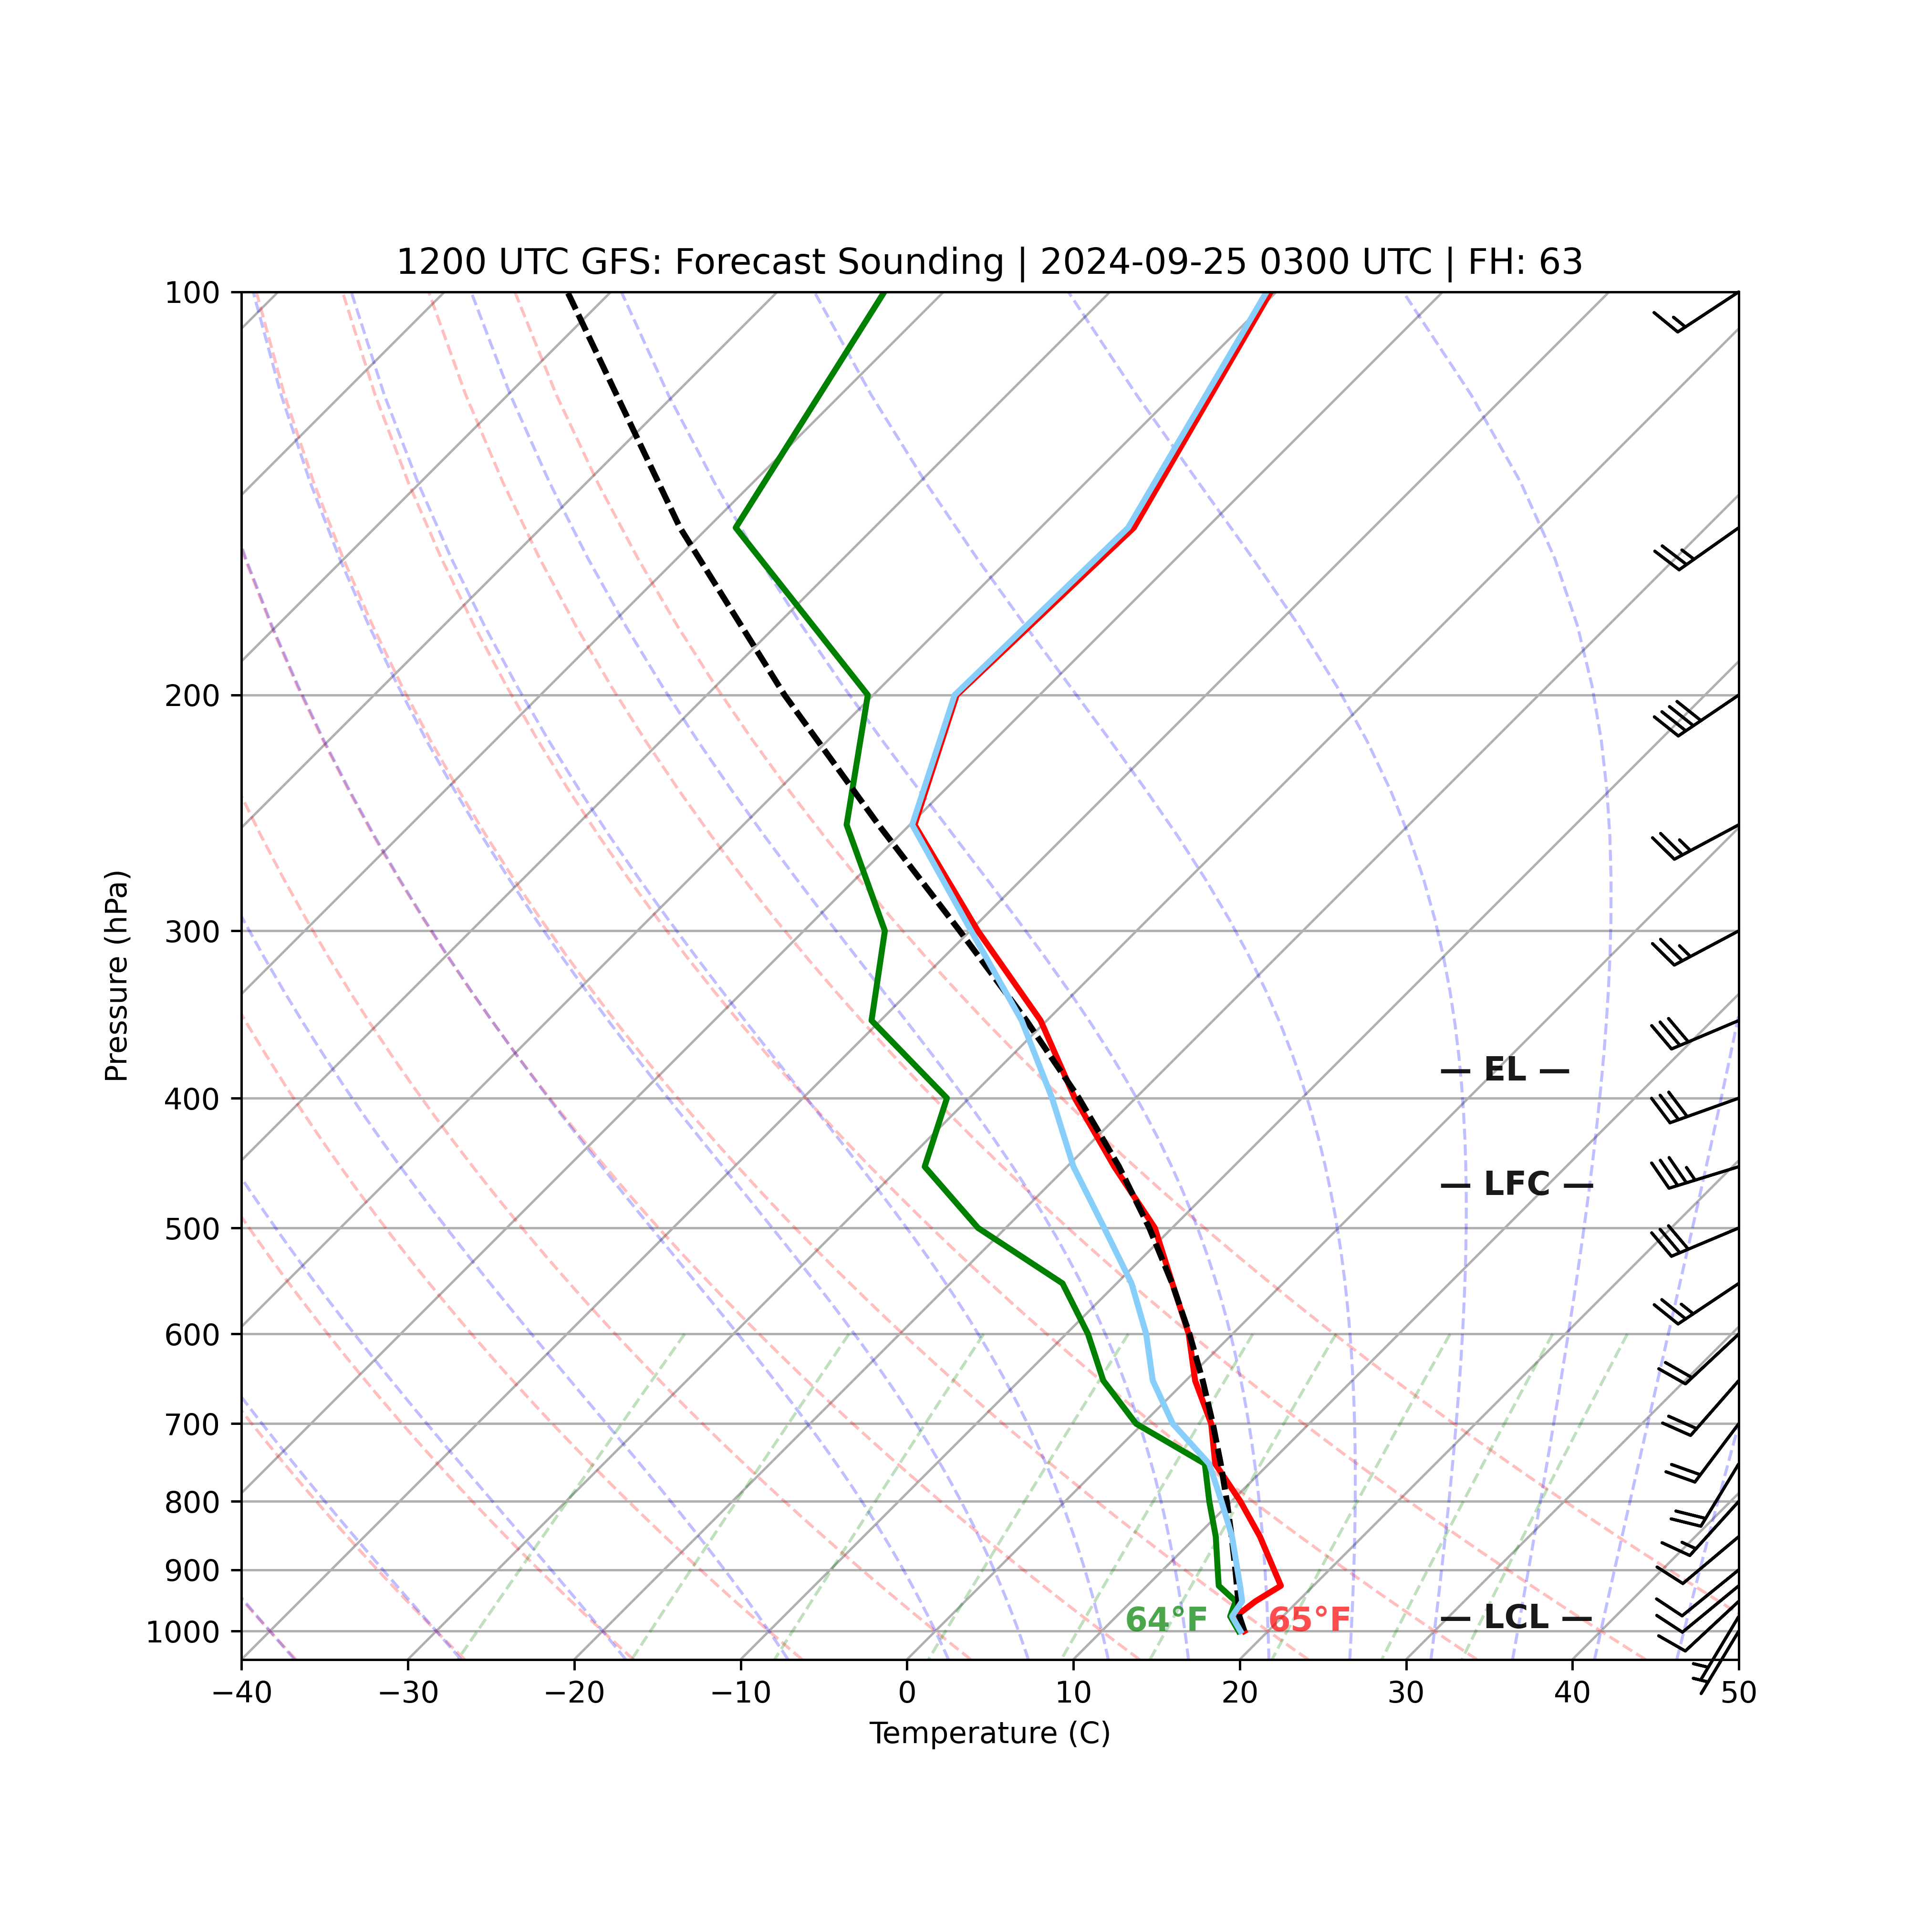 1200 UTC GFS: Forecast Sounding | 2024-09-25 0300 UTC | FH: 63
100
200
300
Pressure (hPa)
— EL —
400
— LFC —
500
600
700
800
900
64°F 65°F — LCL —
1000
−40 −30 −20 −10 0 10 20 30 40 50
Temperature (C)